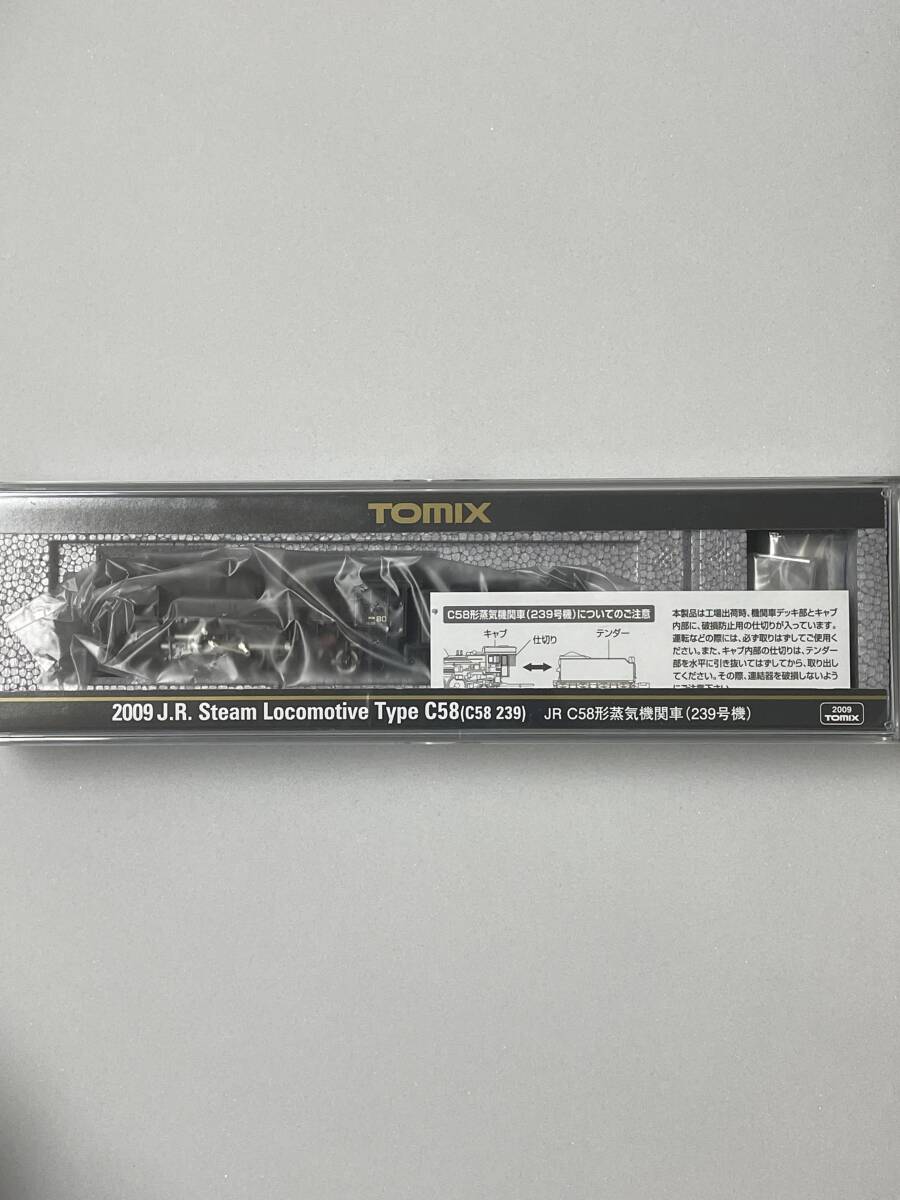 TOMIX
C58形蒸気機関車(239号機)についてのご注意
キャブ
仕切り
テンダー
本製品は工場出荷時、機関車デッキ部とキャブ
内部に、破損防止用の仕切りが入っています。
運転などの際には、必ず取りはずしてご使用く
ださい。また、キャブ内部の仕切りは、テンダー
部を水平に引き抜いてはずしてから、取り出し
てください。その際、連結器を破損しないよう
にご注意下さい。
2009 J.R. Steam Locomotive Type C58(C58 239) JR C58形蒸気機関車(239号機)
2009
TOMIX